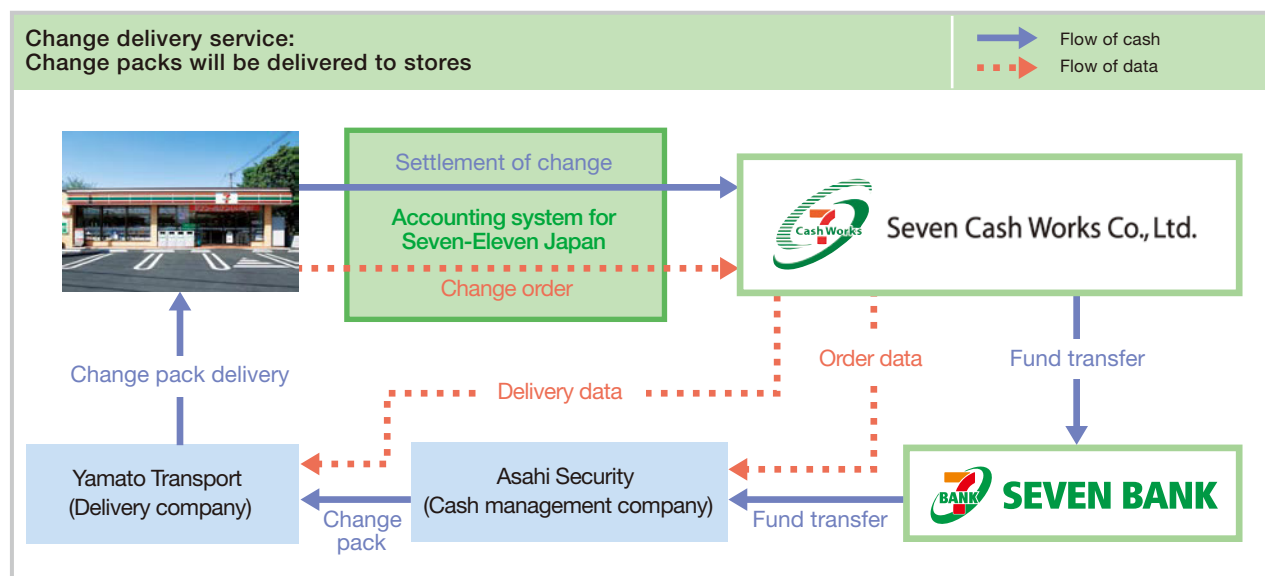 Change delivery service:
Change packs will be delivered to stores
Flow of cash
Flow of data
Settlement of change
Accounting system for
Seven-Eleven Japan
Change order
7
Cash Works
Seven Cash Works Co., Ltd.
Change pack delivery
Delivery data
Order data
Fund transfer
Yamato Transport
(Delivery company)
Change
pack
Asahi Security
(Cash management company)
Fund transfer
7
BANK
SEVEN BANK